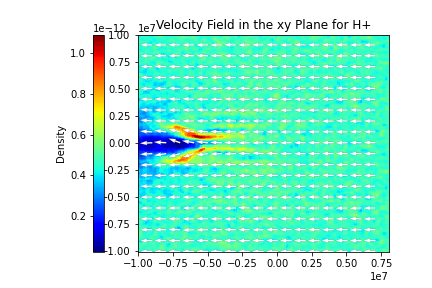 Velocity Field in the xy Plane for H+
1e−12
1e7
Density
1.0
0.8
0.6
0.4
0.2
1.00
0.75
0.50
0.25
0.00
−0.25
−0.50
−0.75
−1.00
−1.00 −0.75 −0.50 −0.25 0.00 0.25 0.50 0.75
1e7